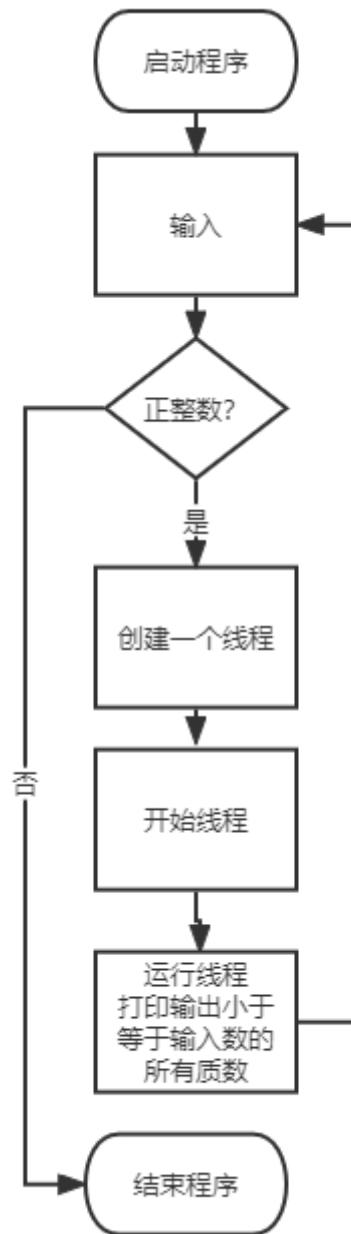 启动程序
输入
正整数?
是
创建一个线程
否
开始线程
运行线程
打印输出小于
等于输入数的
所有质数
结束程序